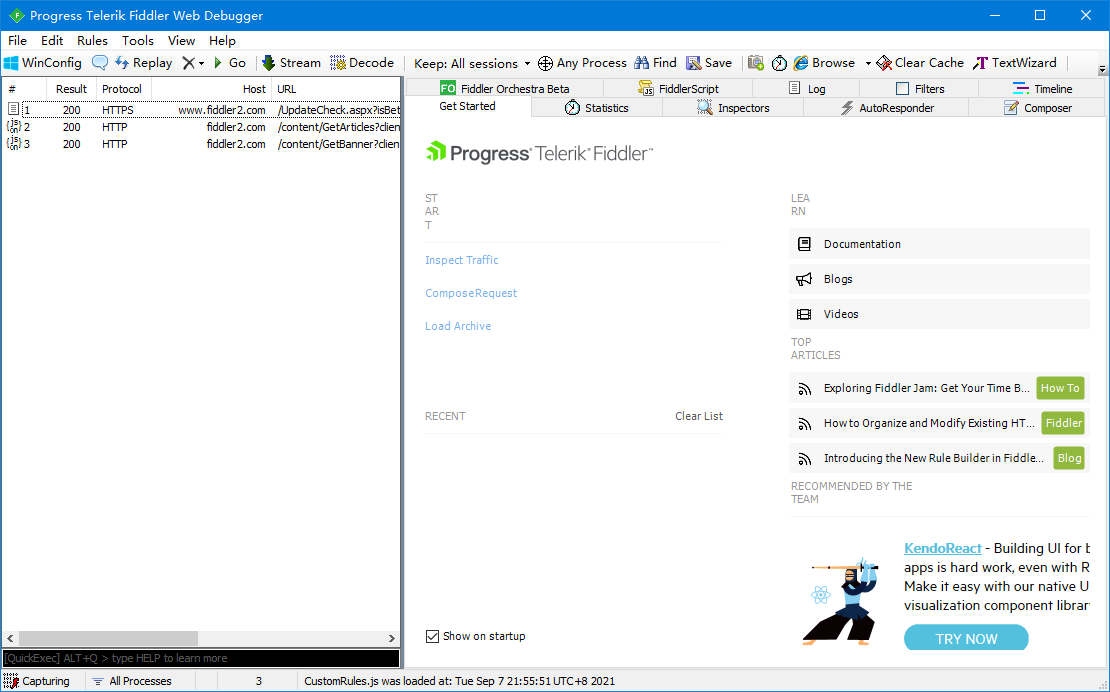 Progress Telerik Fiddler Web Debugger
File Edit Rules Tools View Help
WinConfig Replay Go Stream Decode Keep: All sessions Any Process Find Save Browse Clear Cache TextWizard
# Result Protocol Host URL
1 200 HTTPS www.fiddler2.com /UpdateCheck.aspx?isBet
2 200 HTTP fiddler2.com /content/GetArticles?clien
3 200 HTTP fiddler2.com /content/GetBanner?clien
FO Fiddler Orchestra Beta FiddlerScript Log Filters Timeline
Get Started Statistics Inspectors AutoResponder Composer
Progress Telerik Fiddler
ST
AR
T
Inspect Traffic
Compose Request
Load Archive
RECENT Clear List
Show on startup
LEA
RN
Documentation
Blogs
Videos
TOP
ARTICLES
Exploring Fiddler Jam: Get Your Time B... How To
How to Organize and Modify Existing HT... Fiddler
Introducing the New Rule Builder in Fiddle... Blog
RECOMMENDED BY THE
TEAM
KendoReact - Building UI for b
apps is hard work, even with R
Make it easy with our native U
visualization component librar
TRY NOW
[QuickExec] ALT+Q > type HELP to learn more
Capturing All Processes 3 CustomRules.js was loaded at: Tue Sep 7 21:55:51 UTC+8 2021